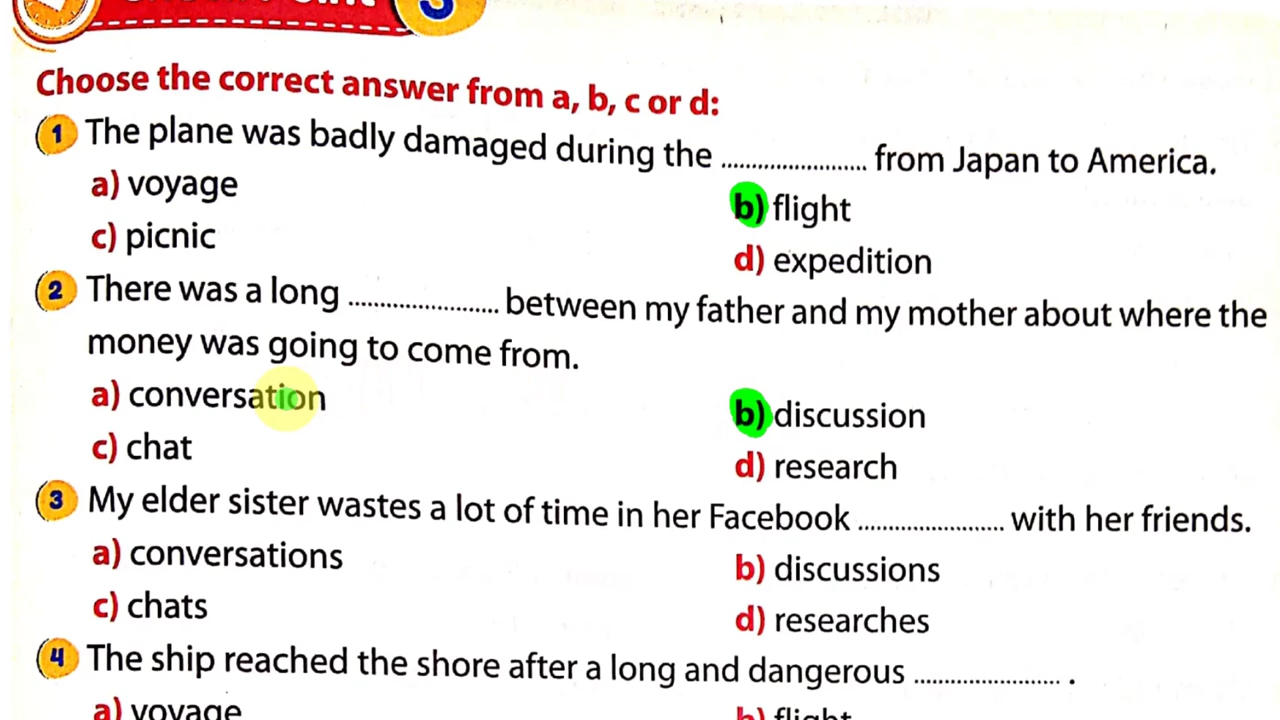 3
Choose the correct answer from a, b, c or d:
1 The plane was badly damaged during the ........................ from Japan to America.
a) voyage
b) flight
c) picnic
d) expedition
2 There was a long ........................ between my father and my mother about where the
money was going to come from.
a) conversation
b) discussion
c) chat
d) research
3 My elder sister wastes a lot of time in her Facebook ........................ with her friends.
a) conversations
b) discussions
c) chats
d) researches
4 The ship reached the shore after a long and dangerous ........................ .
a) voyage
b) flight